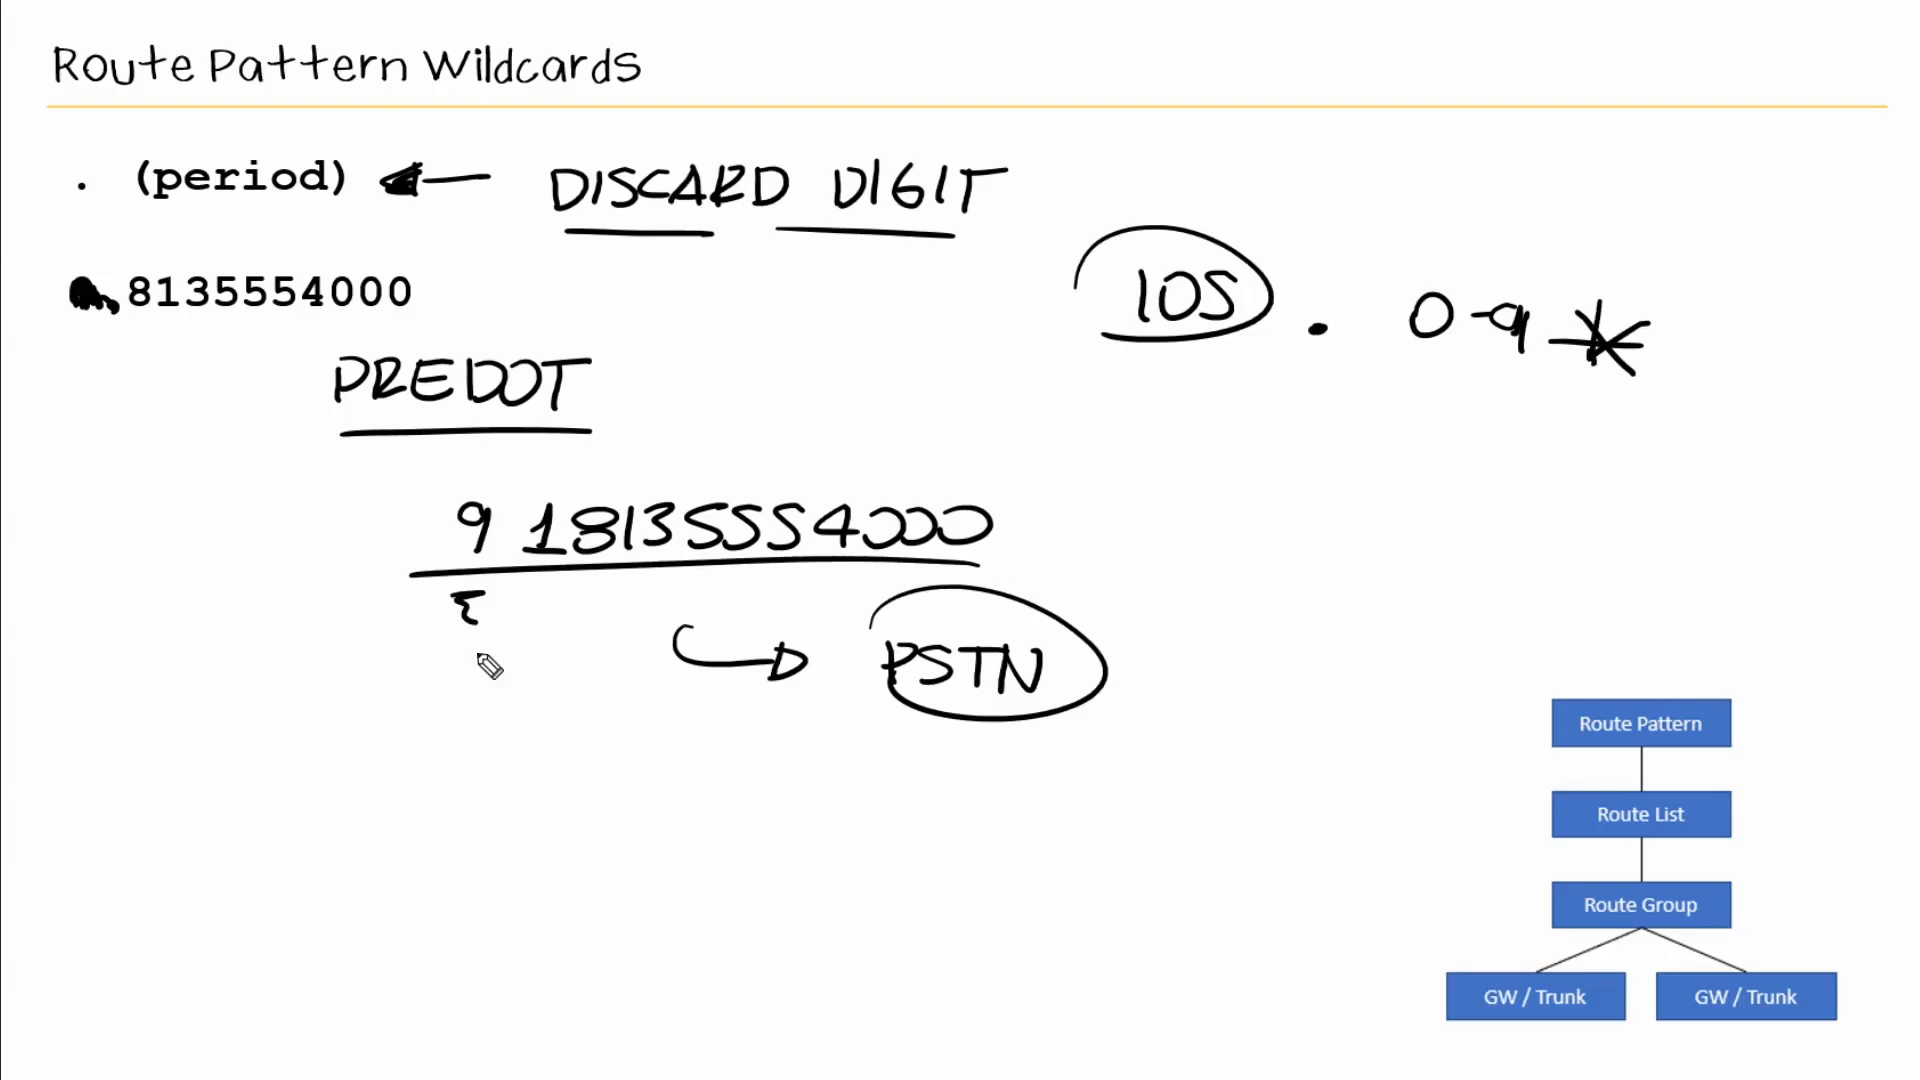 Route Pattern Wildcards
. (period)
DISCARD DIGIT
8135554000
IOS . 0-9 *
PREDOT
9 18135554000
PSTN
Route Pattern
Route List
Route Group
GW / Trunk
GW / Trunk